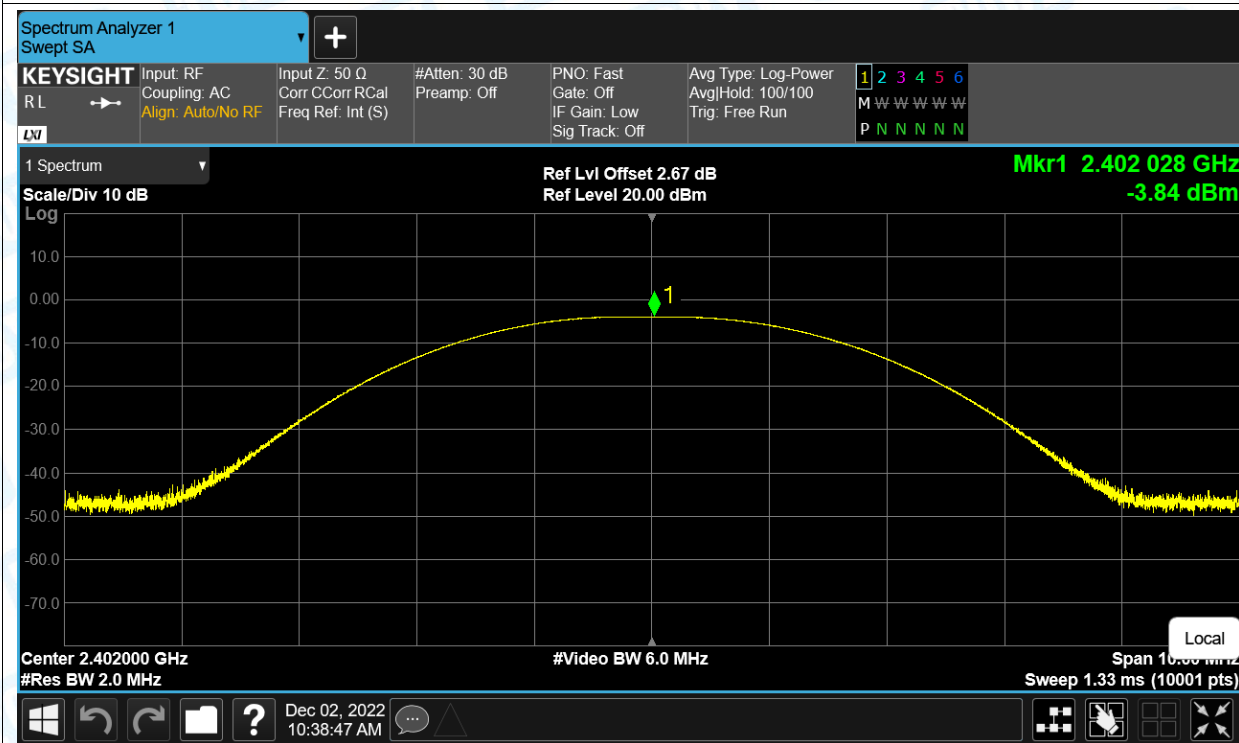 Spectrum Analyzer 1
Swept SA
KEYSIGHT
R L
LXI
Input: RF
Coupling: AC
Align: Auto/No RF
Input Z: 50 Ω
Corr CCorr RCal
Freq Ref: Int (S)
#Atten: 30 dB
Preamp: Off
PNO: Fast
Gate: Off
IF Gain: Low
Sig Track: Off
Avg Type: Log-Power
Avg|Hold: 100/100
Trig: Free Run
1 2 3 4 5 6
M W W W W W
P N N N N N
1 Spectrum
Scale/Div 10 dB
Log
Ref Lvl Offset 2.67 dB
Ref Level 20.00 dBm
Mkr1 2.402 028 GHz
-3.84 dBm
10.0
0.00
-10.0
-20.0
-30.0
-40.0
-50.0
-60.0
-70.0
1
Local
Center 2.402000 GHz
#Res BW 2.0 MHz
#Video BW 6.0 MHz
Span 10.00 MHz
Sweep 1.33 ms (10001 pts)
?
Dec 02, 2022
10:38:47 AM